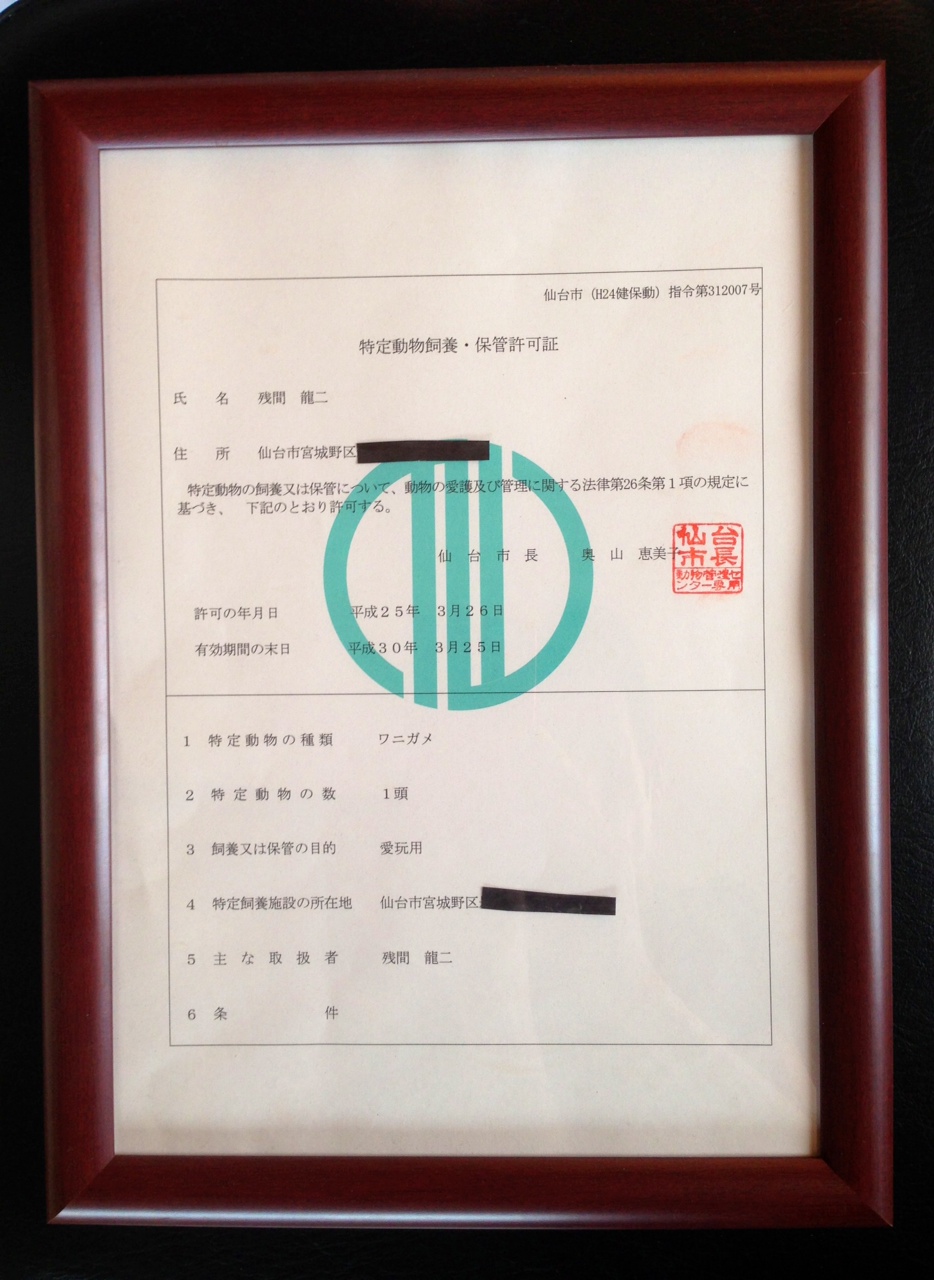 仙台市（H24健保動）指令第312007号
特定動物飼養・保管許可証
氏　名　残間　龍二
住　所　仙台市宮城野区
特定動物の飼養又は保管について、動物の愛護及び管理に関する法律第26条第１項の規定に
基づき、　下記のとおり許可する。
仙　台　市　長　　奥　山　恵美子
仙台市長
動物管理センター専用
許可の年月日　平成２５年　３月２６日
有効期間の末日　平成３０年　３月２５日
１　特定動物の種類　ワニガメ
２　特定動物の数　１頭
３　飼養又は保管の目的　愛玩用
４　特定飼養施設の所在地　仙台市宮城野区
５　主な取扱者　残間　龍二
６　条件